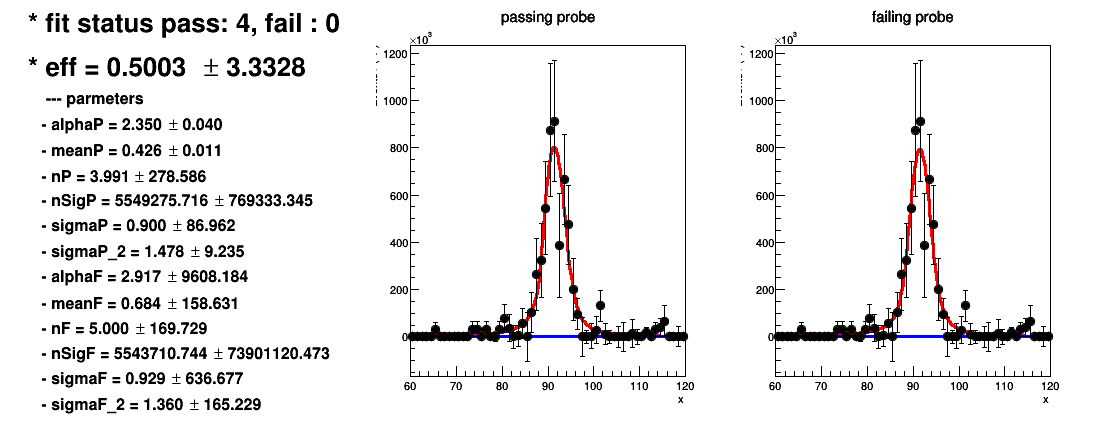 * fit status pass: 4, fail : 0
* eff = 0.5003 ± 3.3328
--- parmeters
- alphaP = 2.350 ± 0.040
- meanP = 0.426 ± 0.011
- nP = 3.991 ± 278.586
- nSigP = 5549275.716 ± 769333.345
- sigmaP = 0.900 ± 86.962
- sigmaP_2 = 1.478 ± 9.235
- alphaF = 2.917 ± 9608.184
- meanF = 0.684 ± 158.631
- nF = 5.000 ± 169.729
- nSigF = 5543710.744 ± 73901120.473
- sigmaF = 0.929 ± 636.677
- sigmaF_2 = 1.360 ± 165.229
passing probe
×10³
1200
1000
800
600
400
200
0
60 70 80 90 100 110 120
x
failing probe
×10³
1200
1000
800
600
400
200
0
60 70 80 90 100 110 120
x